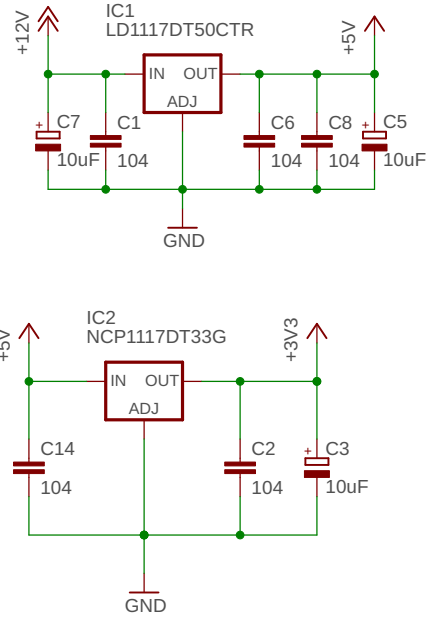 IC1
LD1117DT50CTR
+12V
+5V
IN OUT
ADJ
+ C7
10uF
C1
104
C6
104
C8
104
+ C5
10uF
GND
IC2
NCP1117DT33G
+5V
+3V3
IN OUT
ADJ
C14
104
C2
104
+ C3
10uF
GND